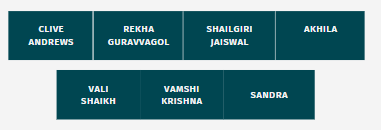 CLIVE
ANDREWS
REKHA
GURAVVAGOL
SHAILGIRI
JAISWAL
AKHILA
VALI
SHAIKH
VAMSHI
KRISHNA
SANDRA